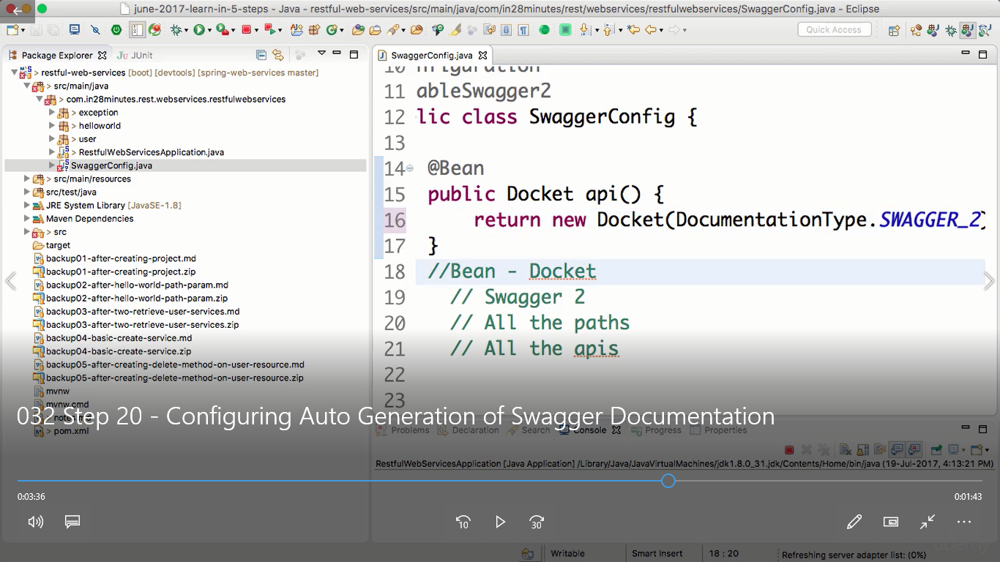 june-2017-learn-in-5-steps - Java - restful-web-services/src/main/java/com/in28minutes/rest/webservices/restfulwebservices/SwaggerConfig.java - Eclipse
Quick Access
Package Explorer
JUnit
> restful-web-services [boot] [devtools] [spring-web-services master]
> src/main/java
> com.in28minutes.rest.webservices.restfulwebservices
> exception
> helloworld
> user
> RestfulWebServicesApplication.java
SwaggerConfig.java
> src/main/resources
src/test/java
JRE System Library [JavaSE-1.8]
Maven Dependencies
> src
target
backup01-after-creating-project.md
backup01-after-creating-project.zip
backup02-after-hello-world-path-param.md
backup02-after-hello-world-path-param.zip
backup03-after-two-retrieve-user-services.md
backup03-after-two-retrieve-user-services.zip
backup04-basic-create-service.md
backup04-basic-create-service.zip
backup05-after-creating-delete-method-on-user-resource.md
backup05-after-creating-delete-method-on-user-resource.zip
mvnw
mvnw.cmd
> pom.xml
SwaggerConfig.java
10 nfiguration
11 ableSwagger2
12 lic class SwaggerConfig {
13
14 @Bean
15 public Docket api() {
16 return new Docket(DocumentationType.SWAGGER_2)
17 }
18 //Bean - Docket
19 // Swagger 2
20 // All the paths
21 // All the apis
22
23
032 Step 20 - Configuring Auto Generation of Swagger Documentation
Problems
Declaration
Search
Console
Progress
Properties
RestfulWebServicesApplication [Java Application] /Library/Java/JavaVirtualMachines/jdk1.8.0_31.jdk/Contents/Home/bin/java (19-Jul-2017, 4:13:21 PM)
0:03:36
0:01:43
10
30
Writable
Smart Insert
18 : 20
Refreshing server adapter list: (0%)
udemy